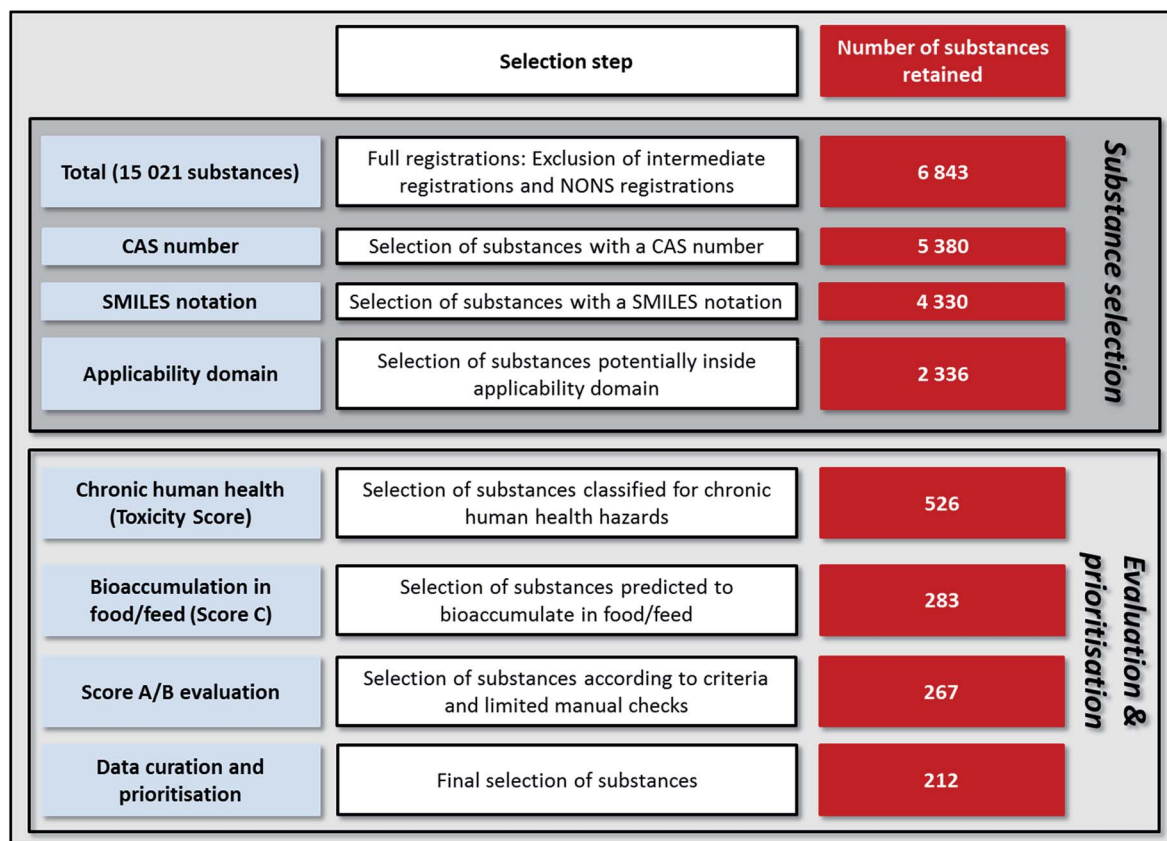 Selection step
Number of substances
retained
Total (15 021 substances)
Full registrations: Exclusion of intermediate
registrations and NONS registrations
6 843
CAS number
Selection of substances with a CAS number
5 380
SMILES notation
Selection of substances with a SMILES notation
4 330
Applicability domain
Selection of substances potentially inside
applicability domain
2 336
Substance selection
Chronic human health
(Toxicity Score)
Selection of substances classified for chronic
human health hazards
526
Bioaccumulation in
food/feed (Score C)
Selection of substances predicted to
bioaccumulate in food/feed
283
Score A/B evaluation
Selection of substances according to criteria
and limited manual checks
267
Data curation and
prioritisation
Final selection of substances
212
Evaluation &
prioritisation